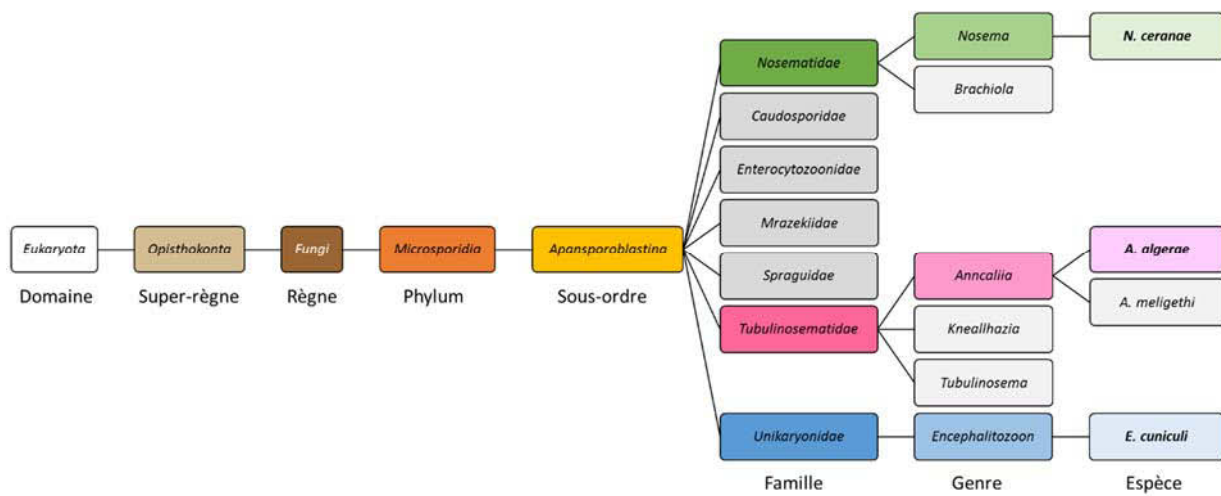 Nosema
N. ceranae
Nosematidae
Brachiola
Caudosporidae
Enterocytozoonidae
Mrazekiidae
Eukaryota
Opisthokonta
Fungi
Microsporidia
Apansporoblastina
A. algerae
Spraguidae
Anncaliia
Domaine
Super-règne
Règne
Phylum
Sous-ordre
A. meligethi
Tubulinosematidae
Kneallhazia
Tubulinosema
Unikaryonidae
Encephalitozoon
E. cuniculi
Famille
Genre
Espèce